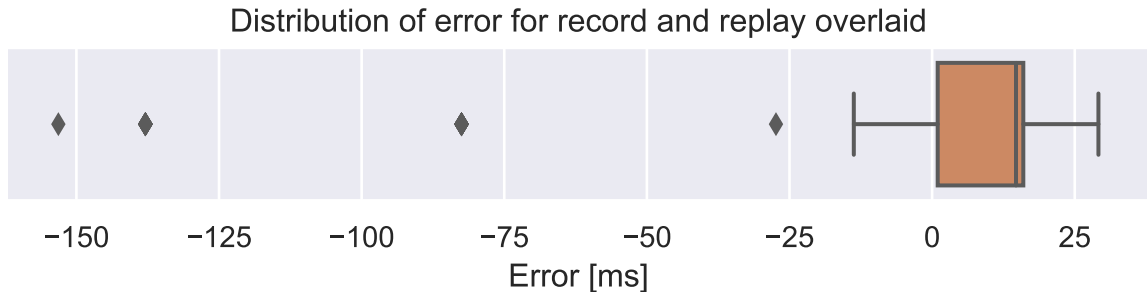 Distribution of error for record and replay overlaid
−150 −125 −100 −75 −50 −25 0 25
Error [ms]